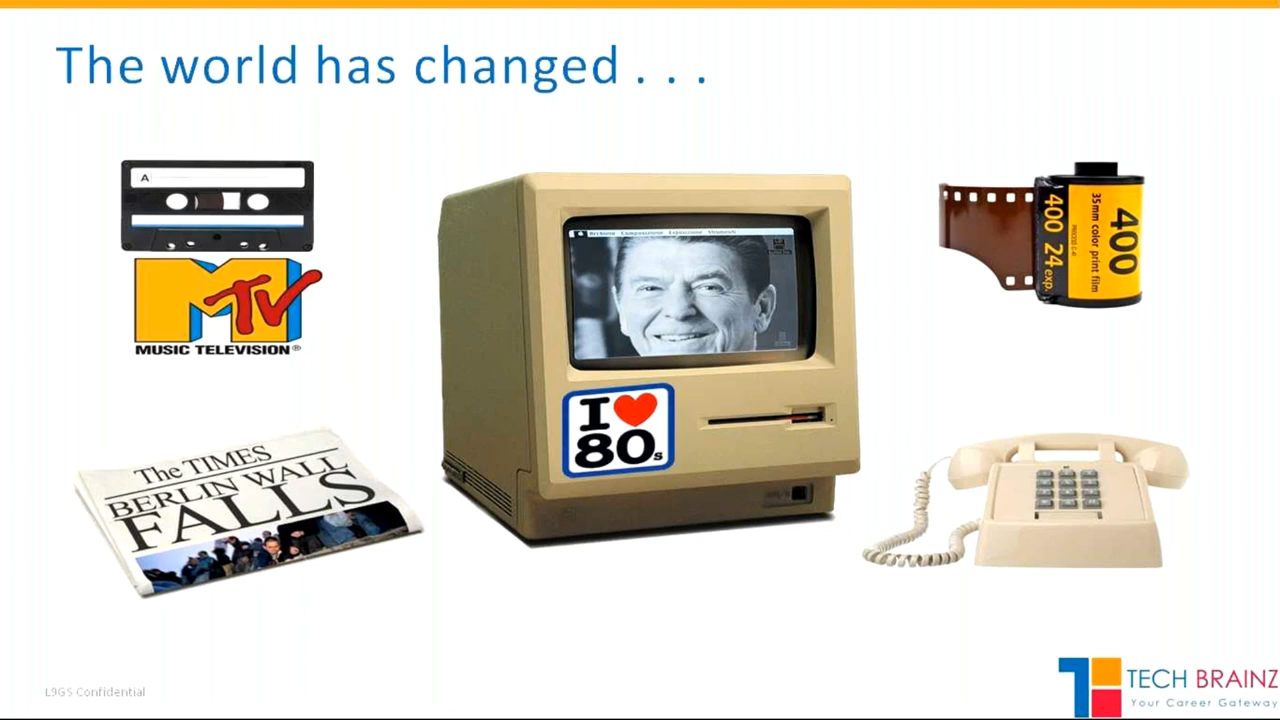 The world has changed . . .
A
MTV
MUSIC TELEVISION®
I ❤ 80s
400
35mm color print film
400 24 exp.
The TIMES
BERLIN WALL
FALLS
L9GS Confidential
TECH BRAINZ
Your Career Gateway